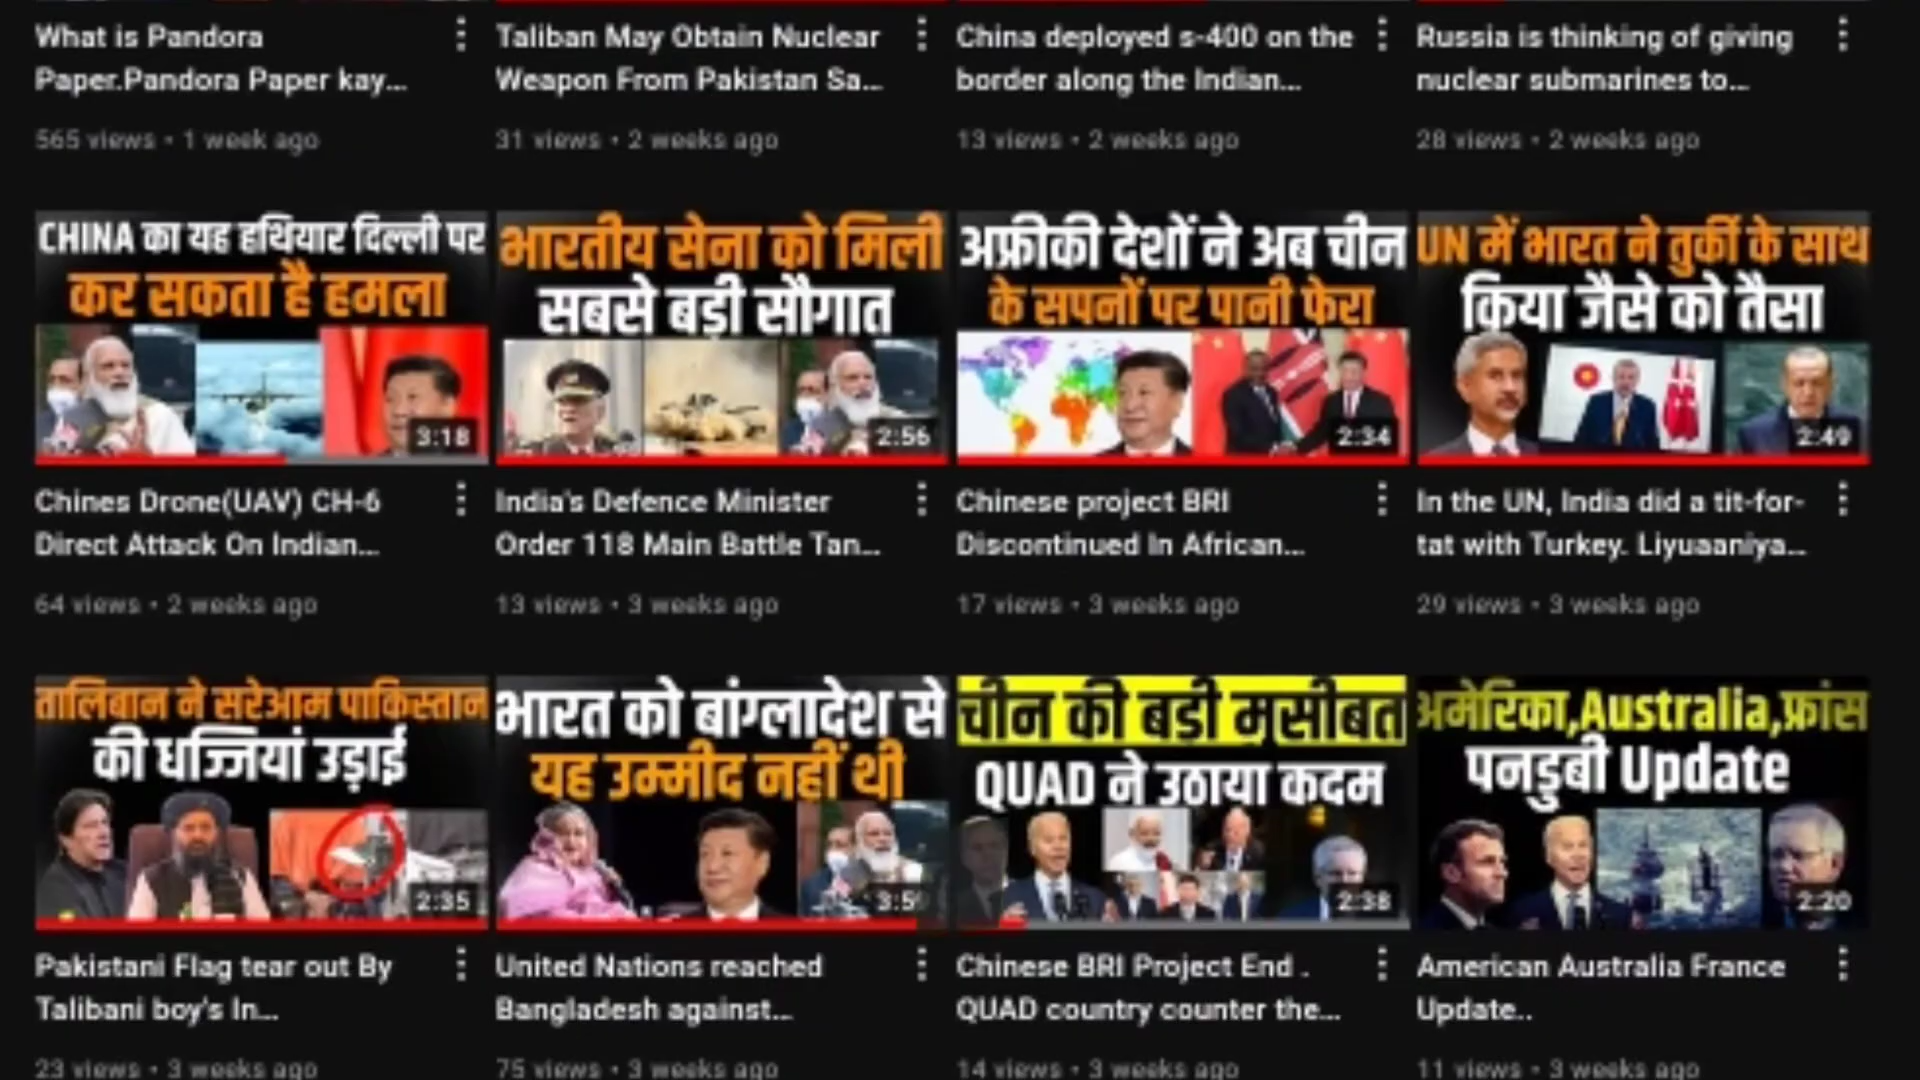 What is Pandora
Paper.Pandora Paper kay...
565 views • 1 week ago
Taliban May Obtain Nuclear
Weapon From Pakistan Sa...
31 views • 2 weeks ago
China deployed s-400 on the
border along the Indian...
13 views • 2 weeks ago
Russia is thinking of giving
nuclear submarines to...
28 views • 2 weeks ago
CHINA का यह हथियार दिल्ली पर
कर सकता है हमला
3:18
Chines Drone(UAV) CH-6
Direct Attack On Indian...
64 views • 2 weeks ago
भारतीय सेना को मिली
सबसे बड़ी सौगात
2:56
India's Defence Minister
Order 118 Main Battle Tan...
13 views • 3 weeks ago
अफ्रीकी देशों ने अब चीन
के सपनों पर पानी फेरा
2:34
Chinese project BRI
Discontinued In African...
17 views • 3 weeks ago
UN में भारत ने तुर्की के साथ
किया जैसे को तैसा
2:49
In the UN, India did a tit-for-
tat with Turkey. Liyuaaniya...
29 views • 3 weeks ago
तालिबान ने सरेआम पाकिस्तान
की धज्जियां उड़ाई
2:35
Pakistani Flag tear out By
Talibani boy's In...
23 views • 3 weeks ago
भारत को बांग्लादेश से
यह उम्मीद नहीं थी
3:59
United Nations reached
Bangladesh against...
75 views • 3 weeks ago
चीन की बडी मुसीबत
QUAD ने उठाया कदम
2:38
Chinese BRI Project End .
QUAD country counter the...
14 views • 3 weeks ago
अमेरिका,Australia,फ्रांस
पनडुबी Update
2:20
American Australia France
Update..
11 views • 3 weeks ago